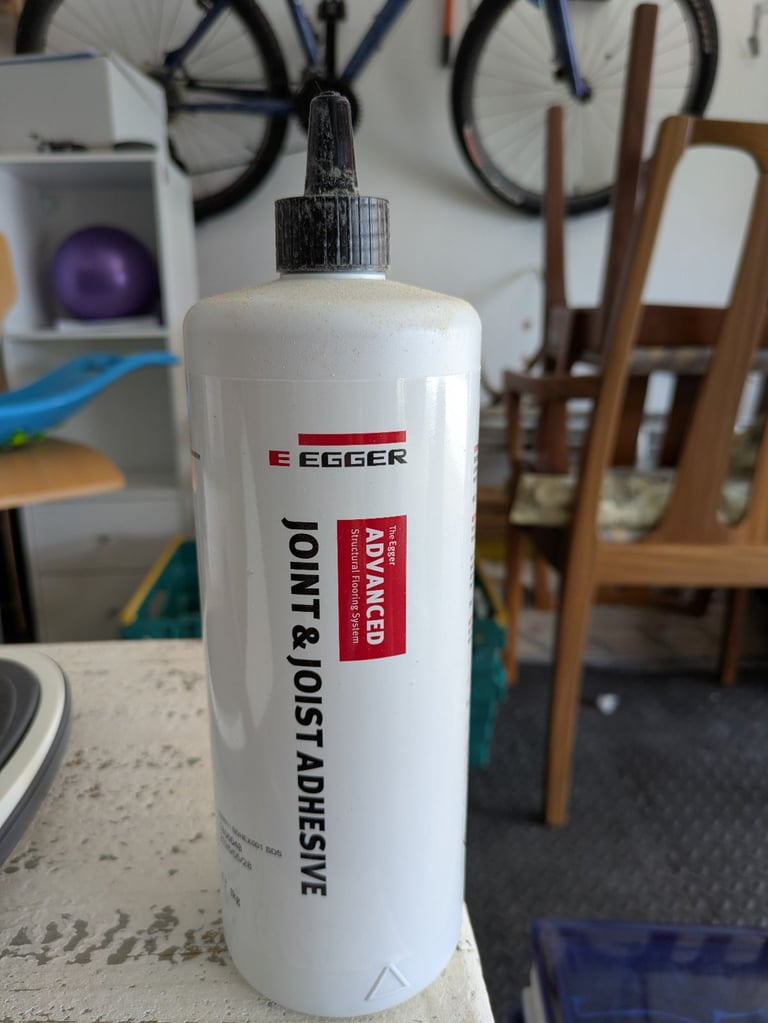 E EGGER
The Egger
ADVANCED
Structural Flooring System
JOINT & JOIST ADHESIVE